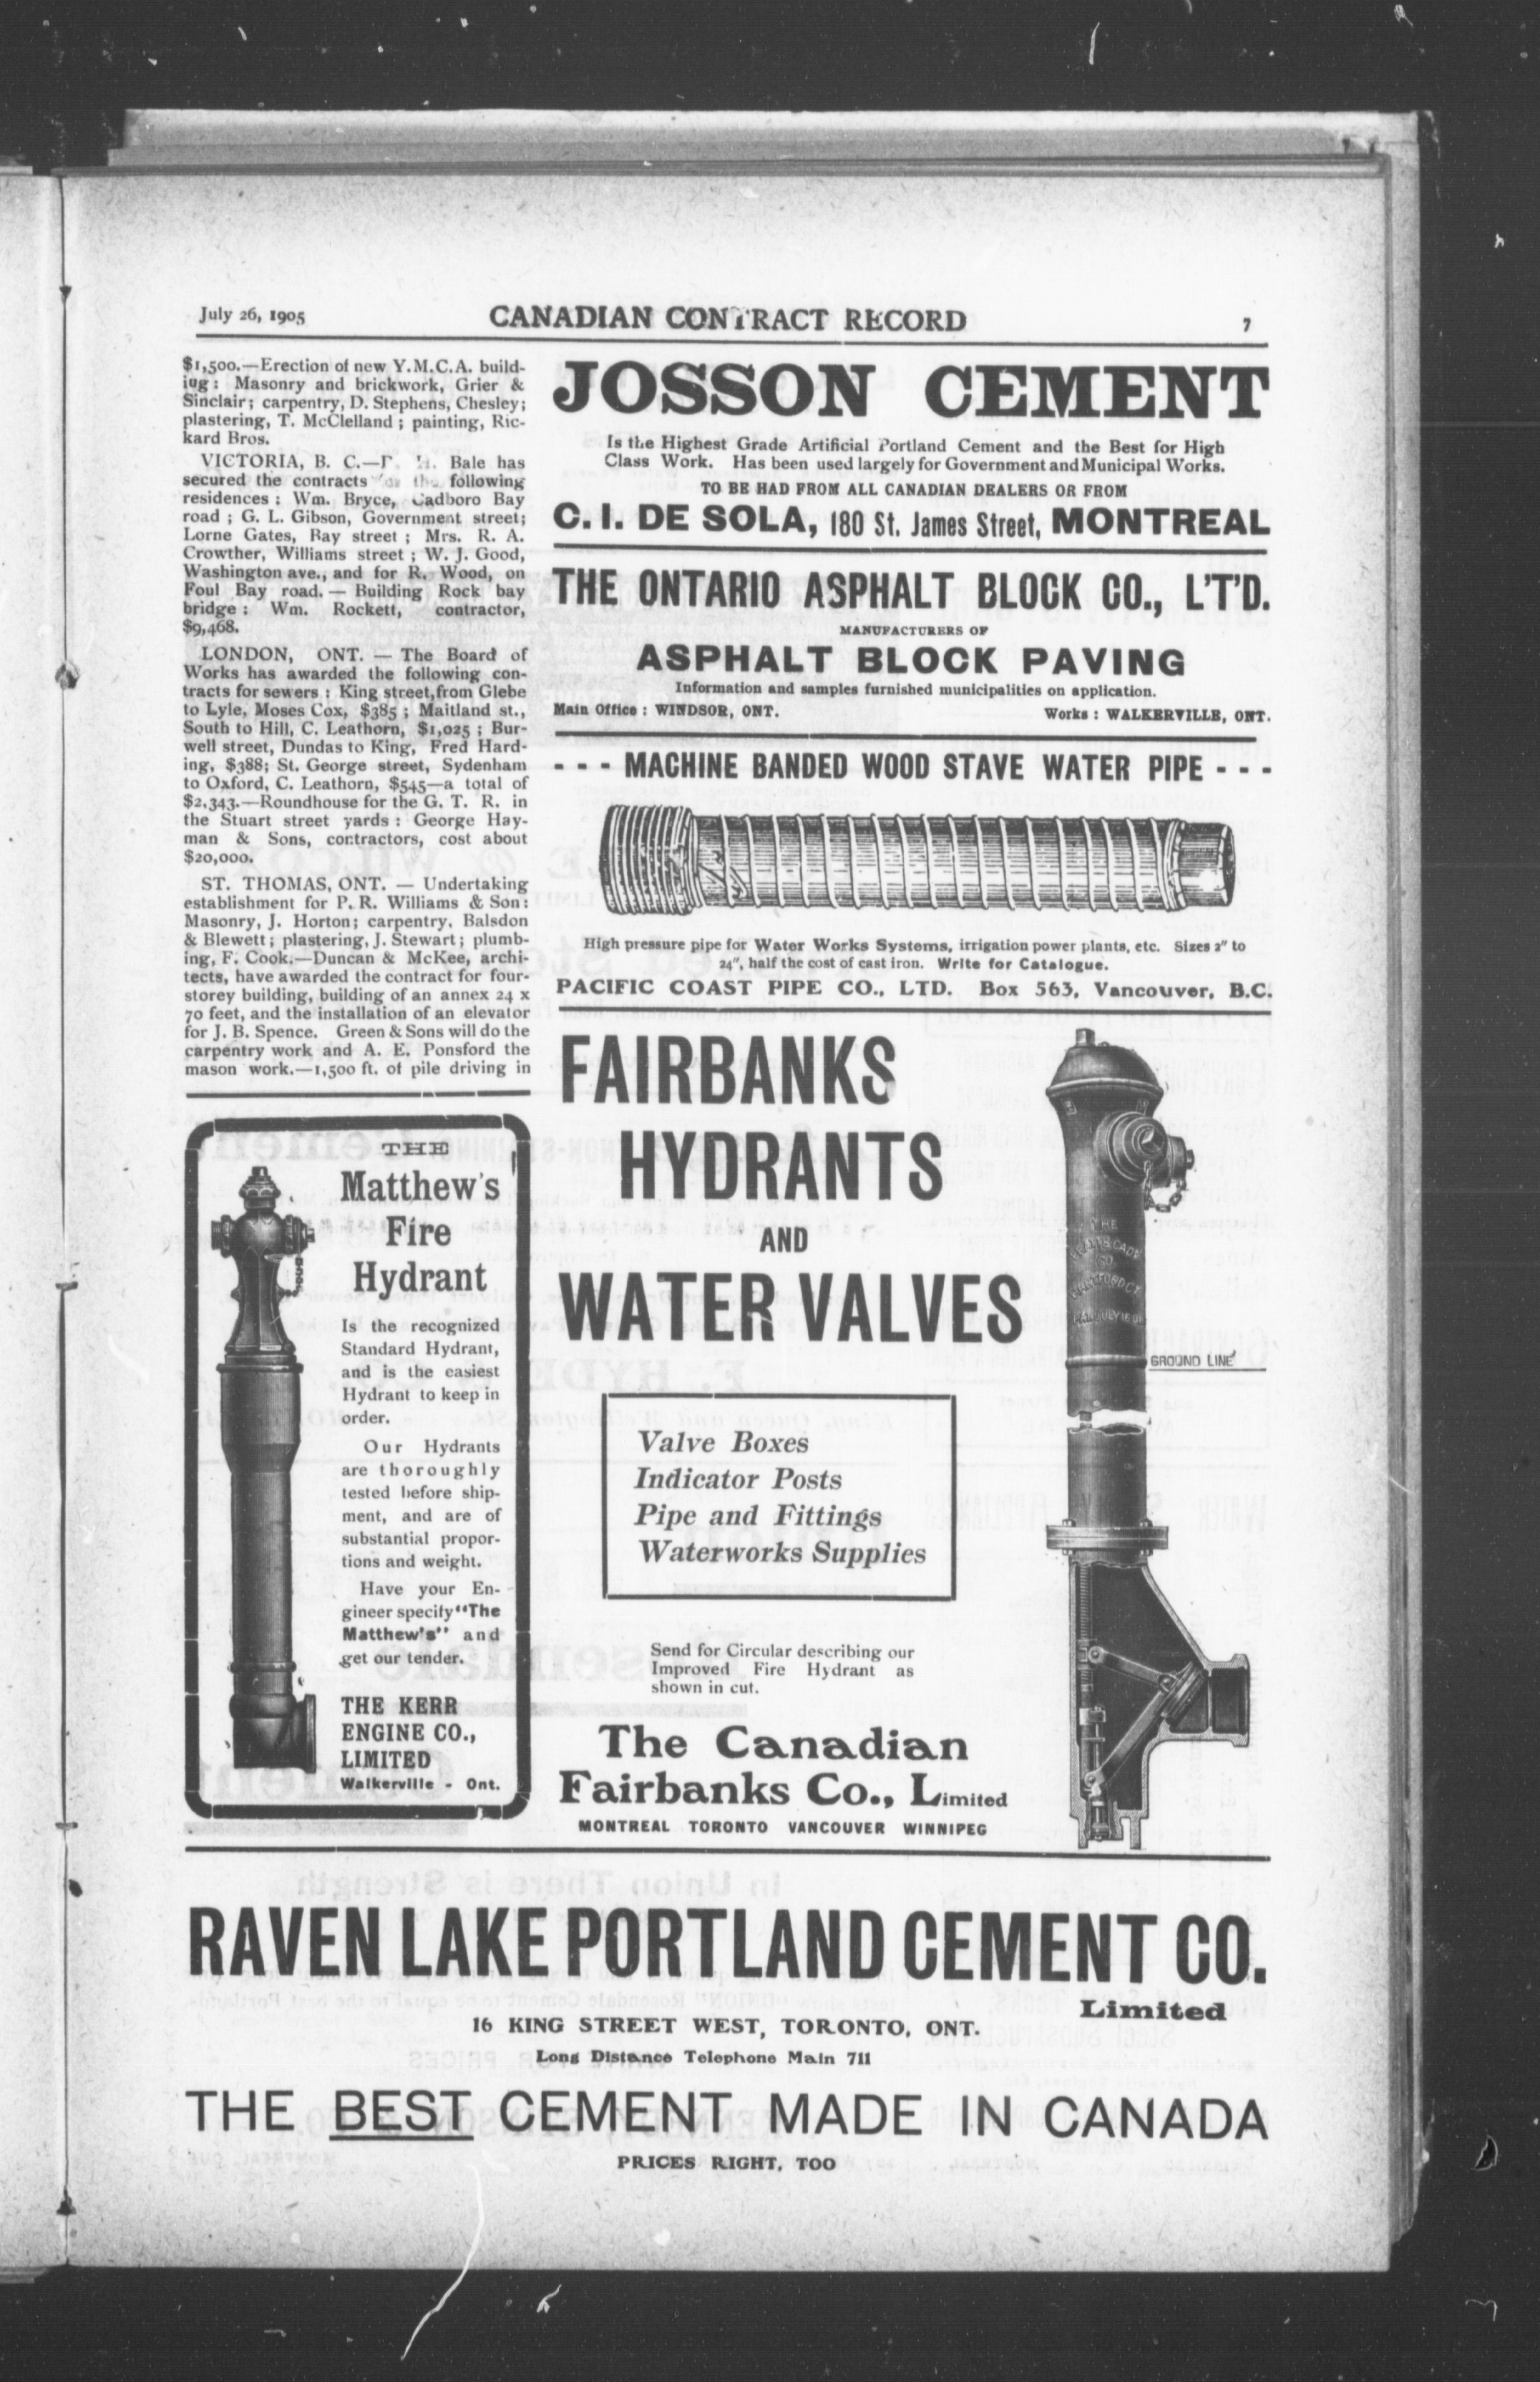 July 26, 1905
CANADIAN CONTRACT RECORD
7
$1,500.—Erection of new Y.M.C.A. build-
ing: Masonry and brickwork, Grier &
Sinclair; carpentry, D. Stephens, Chesley;
plastering, T. McClelland; painting, Ric-
kard Bros.
VICTORIA, B. C.— Bale has
secured the contracts for the following
residences: Wm. Bryce, Cadboro Bay
road; G. L. Gibson, Government street;
Lorne Gates, Bay street; Mrs. R. A.
Crowther, Williams street; W. J. Good,
Washington ave., and for R. Wood, on
Foul Bay road. — Building Rock bay
bridge: Wm. Rockett, contractor,
$9,468.
LONDON, ONT. — The Board of
Works has awarded the following con-
tracts for sewers: King street, from Glebe
to Lyle, Moses Cox, $385; Maitland st.,
South to Hill, C. Leathorn, $1,025; Bur-
well street, Dundas to King, Fred Hard-
ing, $388; St. George street, Sydenham
to Oxford, C. Leathorn, $545—a total of
$2,343.—Roundhouse for the G. T. R. in
the Stuart street yards: George Hay-
man & Sons, contractors, cost about
$20,000.
ST. THOMAS, ONT. — Undertaking
establishment for P. R. Williams & Son:
Masonry, J. Horton; carpentry, Balsdon
& Blewett; plastering, J. Stewart; plumb-
ing, F. Cook.—Duncan & McKee, archi-
tects, have awarded the contract for four-
storey building, building of an annex 24 x
70 feet, and the installation of an elevator
for J. B. Spence. Green & Sons will do the
carpentry work and A. E. Ponsford the
mason work.—1,500 ft. of pile driving in
THE
Matthew's
Fire
Hydrant
Is the recognized
Standard Hydrant,
and is the easiest
Hydrant to keep in
order.
Our Hydrants
are thoroughly
tested before ship-
ment, and are of
substantial propor-
tions and weight.
Have your En-
gineer specify "The
Matthew's" and
get our tender.
THE KERR
ENGINE CO.,
LIMITED
Walkerville - Ont.
JOSSON CEMENT
Is the Highest Grade Artificial Portland Cement and the Best for High
Class Work. Has been used largely for Government and Municipal Works.
TO BE HAD FROM ALL CANADIAN DEALERS OR FROM
C. I. DE SOLA, 180 St. James Street, MONTREAL
THE ONTARIO ASPHALT BLOCK CO., L'T'D.
MANUFACTURERS OF
ASPHALT BLOCK PAVING
Information and samples furnished municipalities on application.
Main Office: WINDSOR, ONT. Works: WALKERVILLE, ONT.
- - - MACHINE BANDED WOOD STAVE WATER PIPE - - -
High pressure pipe for Water Works Systems, irrigation power plants, etc. Sizes 2" to
24", half the cost of cast iron. Write for Catalogue.
PACIFIC COAST PIPE CO., LTD. Box 563, Vancouver, B.C.
FAIRBANKS
HYDRANTS
AND
WATER VALVES
Valve Boxes
Indicator Posts
Pipe and Fittings
Waterworks Supplies
Send for Circular describing our
Improved Fire Hydrant as
shown in cut.
The Canadian
Fairbanks Co., Limited
MONTREAL TORONTO VANCOUVER WINNIPEG
THE
CO
GROUND LINE
RAVEN LAKE PORTLAND CEMENT CO.
Limited
16 KING STREET WEST, TORONTO, ONT.
Long Distance Telephone Main 711
THE BEST CEMENT MADE IN CANADA
PRICES RIGHT, TOO